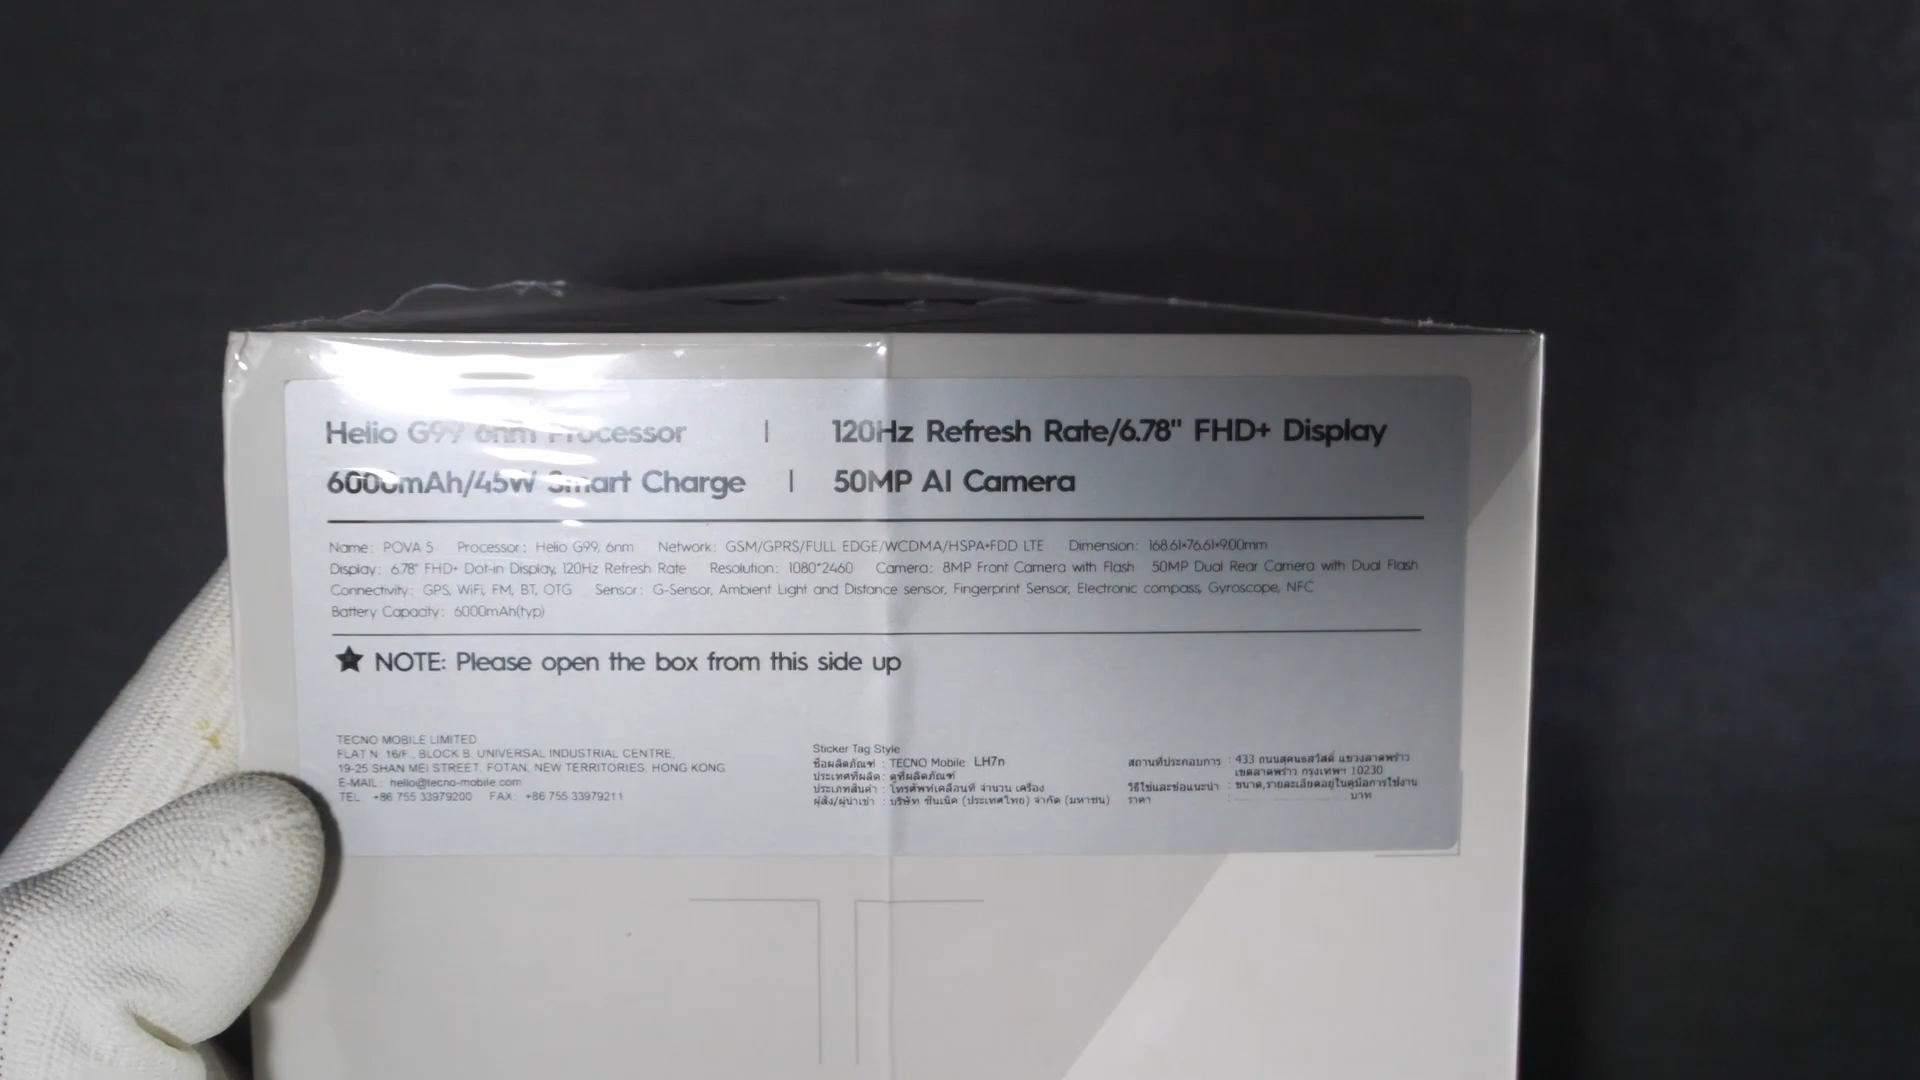 Helio G99 6nm Processor | 120Hz Refresh Rate/6.78" FHD+ Display
6000mAh/45W Smart Charge | 50MP AI Camera
Name: POVA 5 Processor: Helio G99, 6nm Network: GSM/GPRS/FULL EDGE/WCDMA/HSPA+FDD LTE Dimension: 168.61×76.61×9.00mm
Display: 6.78" FHD+ Dot-in Display, 120Hz Refresh Rate Resolution: 1080*2460 Camera: 8MP Front Camera with Flash 50MP Dual Rear Camera with Dual Flash
Connectivity: GPS, WiFi, FM, BT, OTG Sensor: G-Sensor, Ambient Light and Distance sensor, Fingerprint Sensor, Electronic compass, Gyroscope, NFC
Battery Capacity: 6000mAh(typ)
★ NOTE: Please open the box from this side up
TECNO MOBILE LIMITED
FLAT N, 16/F., BLOCK B, UNIVERSAL INDUSTRIAL CENTRE,
19-25 SHAN MEI STREET, FOTAN, NEW TERRITORIES, HONG KONG
E-MAIL: hello@tecno-mobile.com
TEL: +86 755 33979200 FAX: +86 755 33979211
Sticker Tag Style
ชื่อผลิตภัณฑ์ : TECNO Mobile LH7n
ประเภทที่ผลิต : ดูที่ผลิตภัณฑ์
ประเภทสินค้า : โทรศัพท์เคลื่อนที่ จำนวน เครื่อง
ผู้สั่ง/ผู้นำเข้า : บริษัท ซินเน็ค (ประเทศไทย) จำกัด (มหาชน)
สถานที่ประกอบการ : 433 ถนนสุคนธสวัสดิ์ แขวงลาดพร้าว
เขตลาดพร้าว กรุงเทพฯ 10230
วิธีใช้และข้อแนะนำ : ขนาด,รายละเอียดอยู่ในคู่มือการใช้งาน
ราคา : บาท